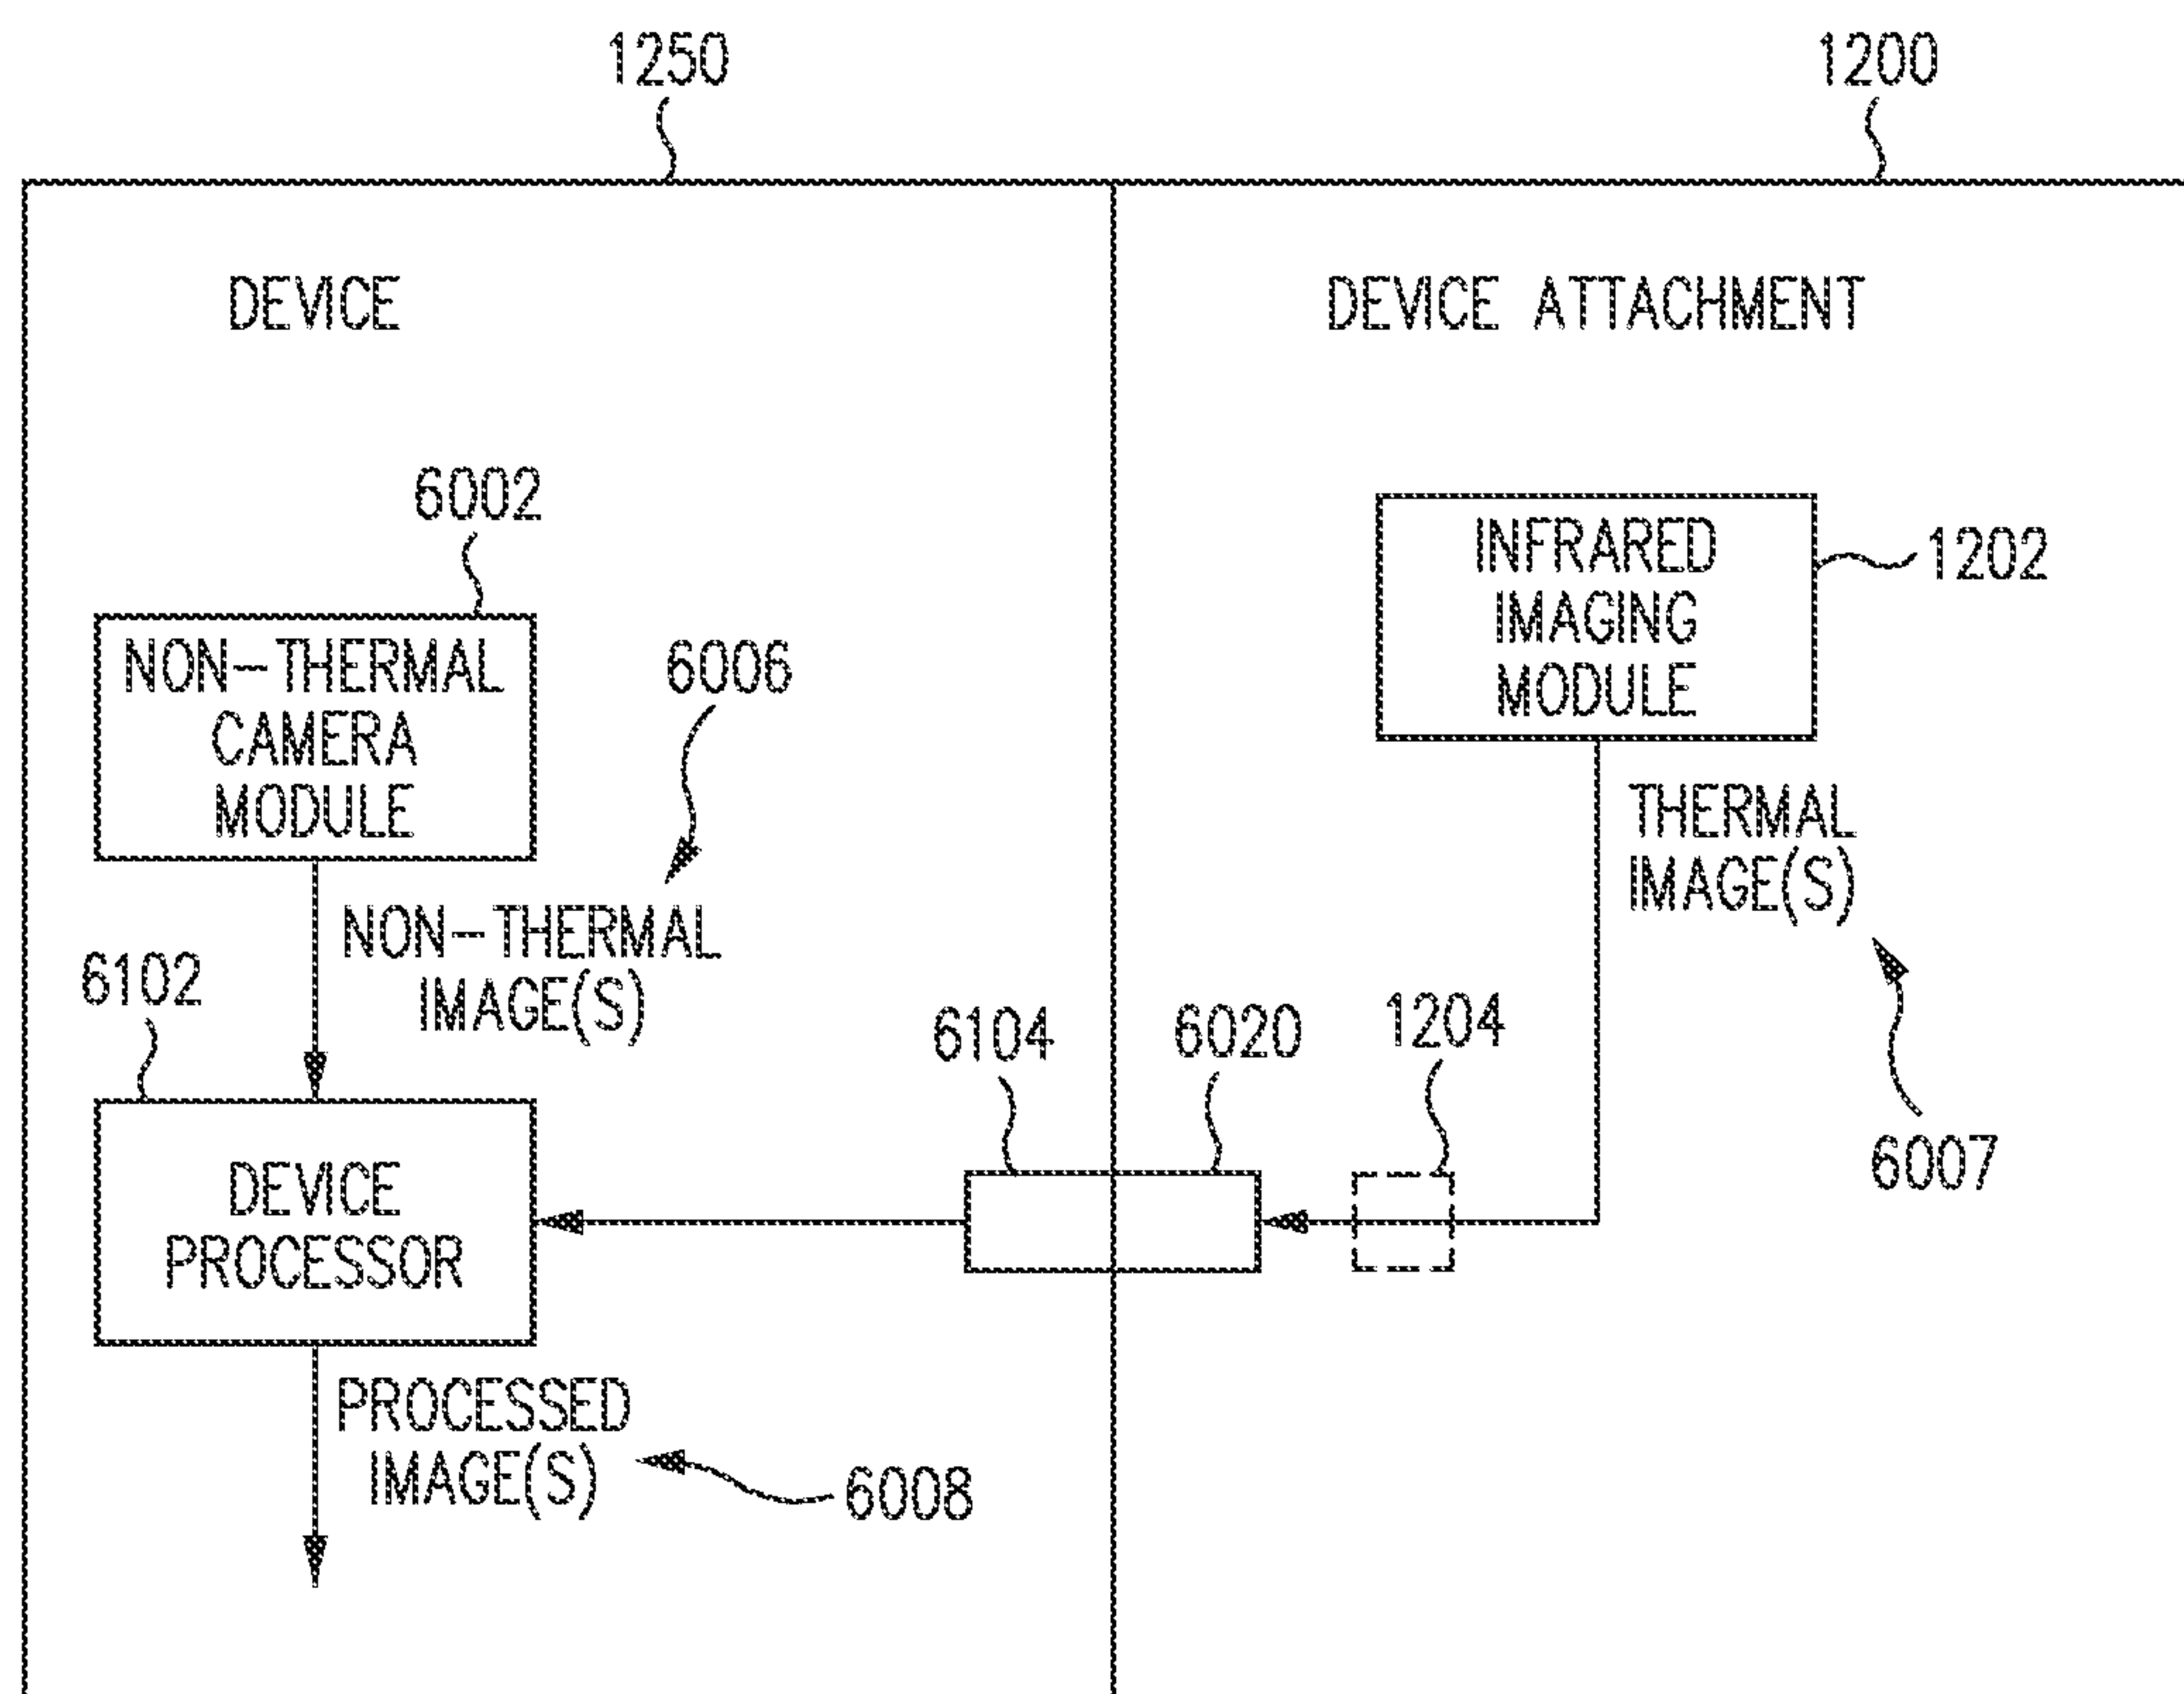 1250
1200
DEVICE
DEVICE ATTACHMENT
6002
INFRARED
IMAGING
MODULE
1202
NON-THERMAL
CAMERA
MODULE
6006
THERMAL
IMAGE(S)
NON-THERMAL
IMAGE(S)
6102
6104
6020
1204
6007
DEVICE
PROCESSOR
PROCESSED
IMAGE(S)
6008